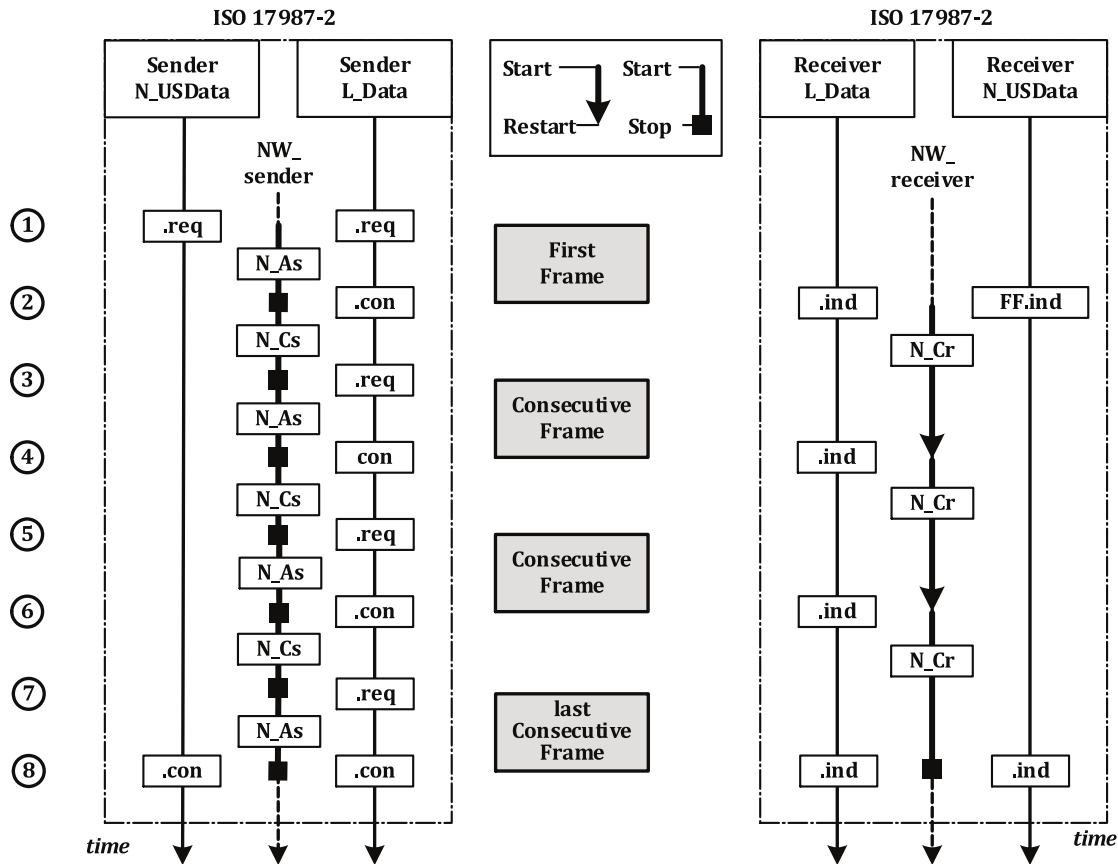 ISO 17987-2
ISO 17987-2
Sender
N_USData
Sender
L_Data
Start
Start
Restart
Stop
Receiver
L_Data
Receiver
N_USData
NW_
sender
NW_
receiver
1
.req
.req
First
Frame
N_As
2
.con
.ind
FF.ind
N_Cs
N_Cr
3
.req
Consecutive
Frame
N_As
4
con
.ind
N_Cs
N_Cr
5
.req
Consecutive
Frame
N_As
6
.con
.ind
N_Cs
N_Cr
7
.req
last
Consecutive
Frame
N_As
8
.con
.con
.ind
.ind
time
time